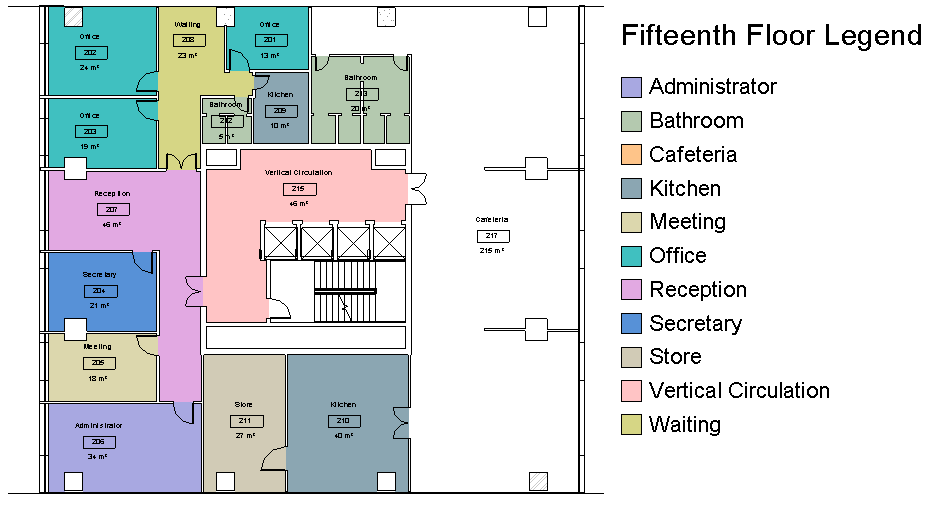 Fifteenth Floor Legend
Administrator
Bathroom
Cafeteria
Kitchen
Meeting
Office
Reception
Secretary
Store
Vertical Circulation
Waiting
Office
202
24 m²
Waiting
208
23 m²
Office
201
13 m²
Office
203
19 m²
Bathroom
212
5 m²
Kitchen
209
10 m²
Bathroom
213
20 m²
Reception
207
46 m²
Vertical Circulation
215
46 m²
Cafeteria
217
215 m²
Secretary
204
21 m²
Meeting
205
18 m²
Administrator
206
34 m²
Store
211
27 m²
Kitchen
210
40 m²